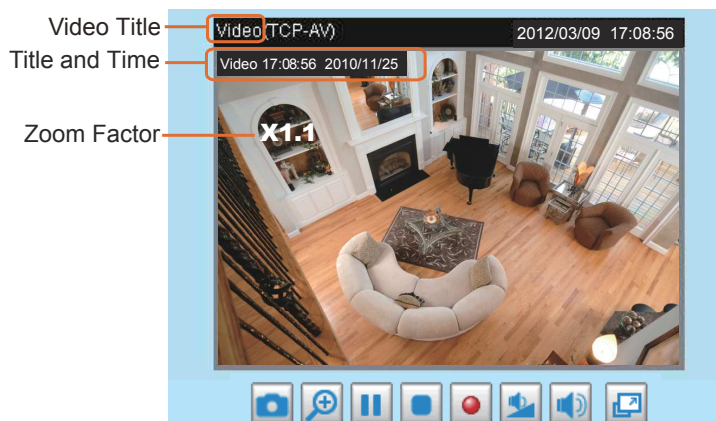 Video Title
Video(TCP-AV) 2012/03/09 17:08:56
Title and Time
Video 17:08:56 2010/11/25
Zoom Factor
X1.1